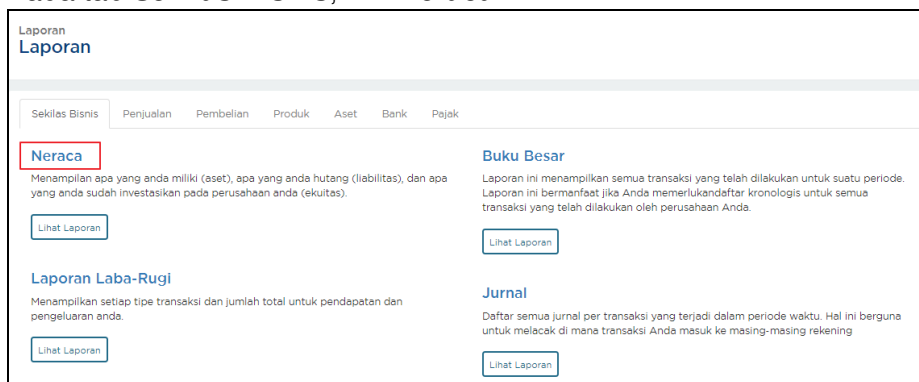 Laporan
Laporan
Sekilas Bisnis Penjualan Pembelian Produk Aset Bank Pajak
Neraca
Menampilan apa yang anda miliki (aset), apa yang anda hutang (liabilitas), dan apa
yang anda sudah investasikan pada perusahaan anda (ekuitas).
Lihat Laporan
Laporan Laba-Rugi
Menampilkan setiap tipe transaksi dan jumlah total untuk pendapatan dan
pengeluaran anda.
Lihat Laporan
Buku Besar
Laporan ini menampilkan semua transaksi yang telah dilakukan untuk suatu periode.
Laporan ini bermanfaat jika Anda memerlukandaftar kronologis untuk semua
transaksi yang telah dilakukan oleh perusahaan Anda.
Lihat Laporan
Jurnal
Daftar semua jurnal per transaksi yang terjadi dalam periode waktu. Hal ini berguna
untuk melacak di mana transaksi Anda masuk ke masing-masing rekening
Lihat Laporan